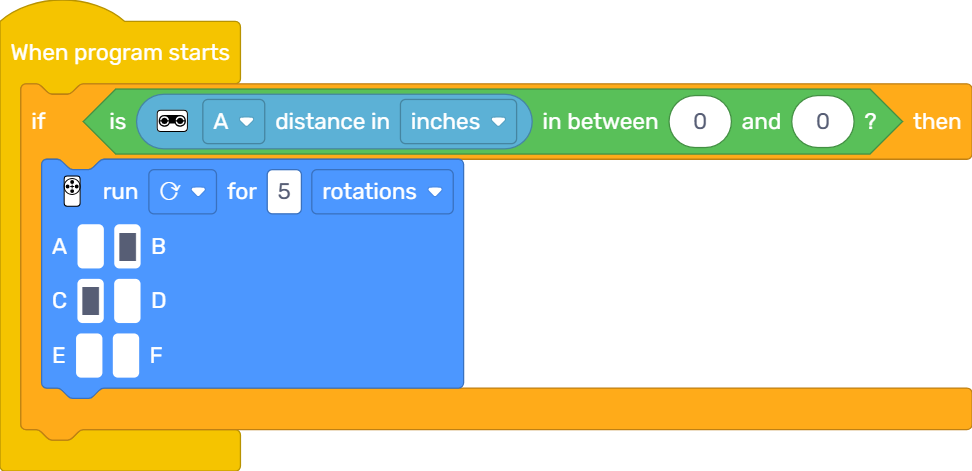 When program starts
if is A distance in inches in between 0 and 0 ? then
run for 5 rotations
A B
C D
E F